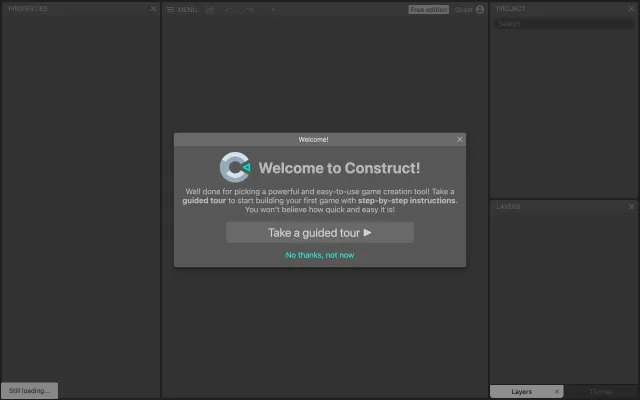 PROPERTIES
MENU
Free edition
Guest
PROJECT
Search
Welcome!
Welcome to Construct!
Well done for picking a powerful and easy-to-use game creation tool! Take a
guided tour to start building your first game with step-by-step instructions.
You won't believe how quick and easy it is!
Take a guided tour
No thanks, not now
LAYERS
Still loading...
Layers
Themes